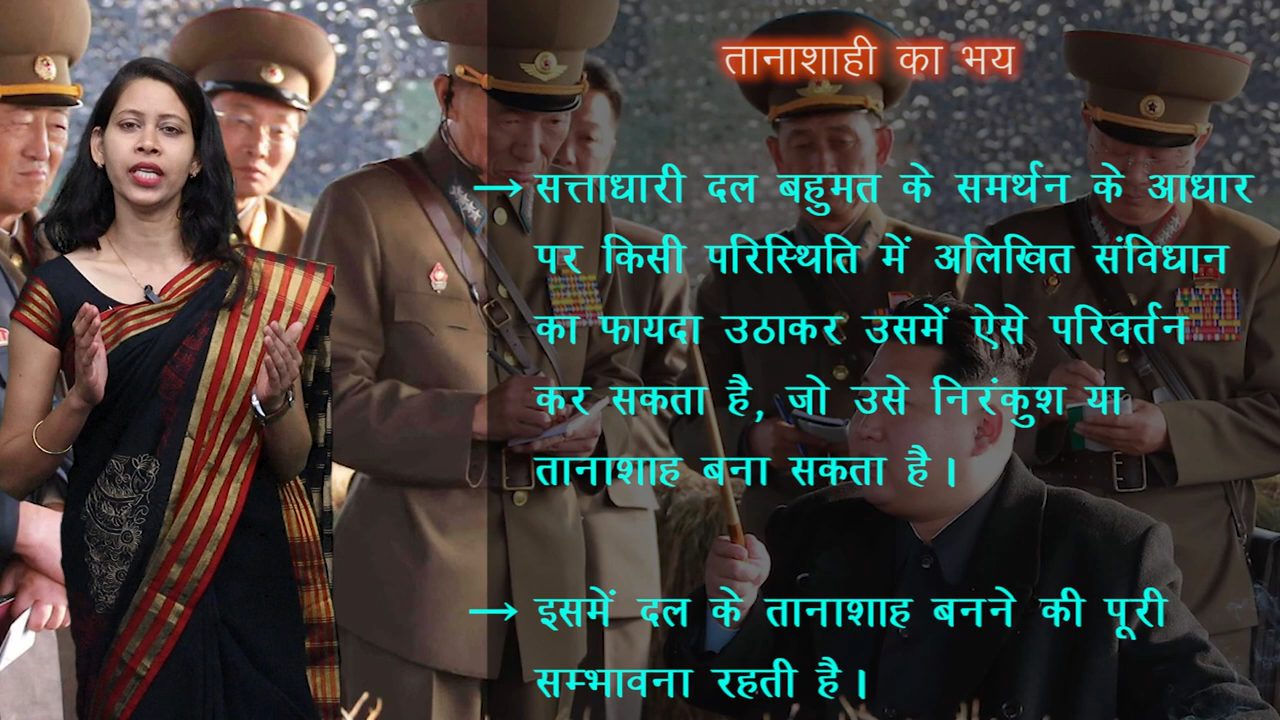 तानाशाही का भय
→ सत्ताधारी दल बहुमत के समर्थन के आधार
पर किसी परिस्थिति में अलिखित संविधान
का फायदा उठाकर उसमें ऐसे परिवर्तन
कर सकता है, जो उसे निरंकुश या
तानाशाह बना सकता है।
→ इसमें दल के तानाशाह बनने की पूरी
सम्भावना रहती है।